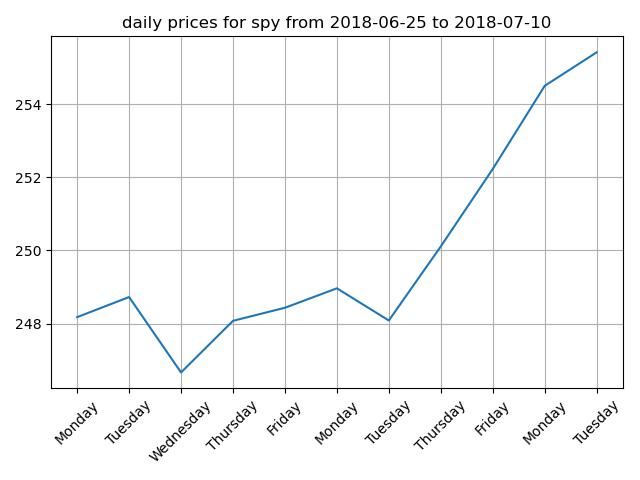 daily prices for spy from 2018-06-25 to 2018-07-10
254
252
250
248
Monday
Tuesday
Wednesday
Thursday
Friday
Monday
Tuesday
Thursday
Friday
Monday
Tuesday